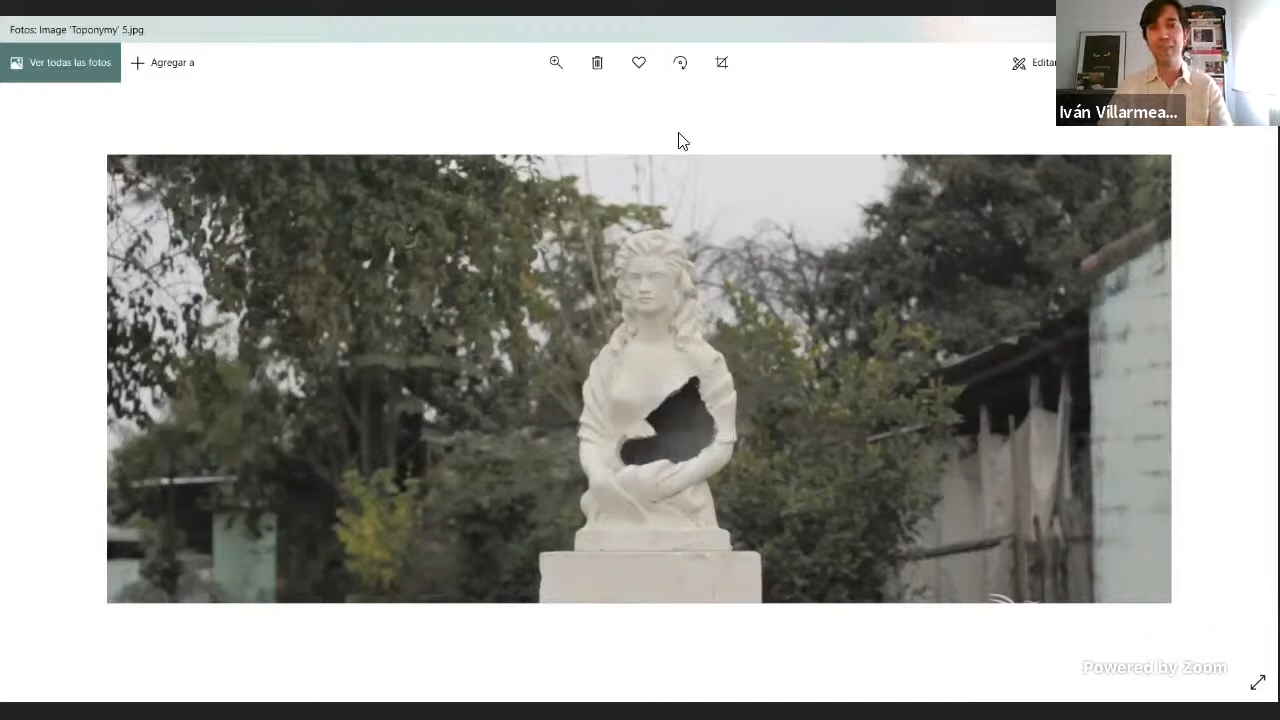 Fotos: Image 'Toponymy' 5.jpg
Ver todas las fotos
Agregar a
Editar
Iván Villarmea...
Powered by Zoom